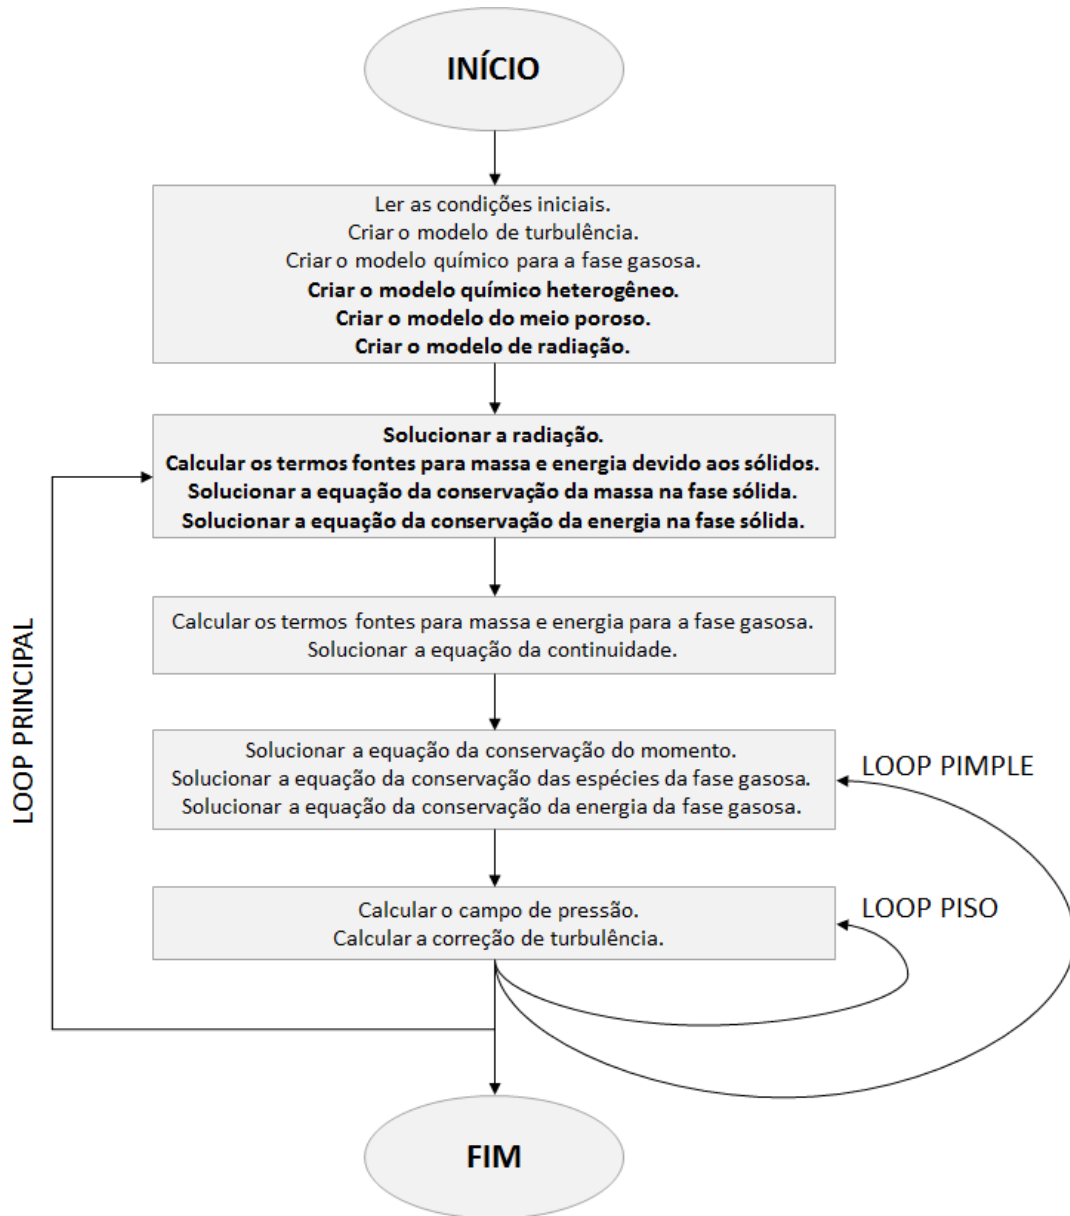 INÍCIO
Ler as condições iniciais.
Criar o modelo de turbulência.
Criar o modelo químico para a fase gasosa.
Criar o modelo químico heterogêneo.
Criar o modelo do meio poroso.
Criar o modelo de radiação.
Solucionar a radiação.
Calcular os termos fontes para massa e energia devido aos sólidos.
Solucionar a equação da conservação da massa na fase sólida.
Solucionar a equação da conservação da energia na fase sólida.
LOOP PRINCIPAL
Calcular os termos fontes para massa e energia para a fase gasosa.
Solucionar a equação da continuidade.
Solucionar a equação da conservação do momento.
Solucionar a equação da conservação das espécies da fase gasosa.
Solucionar a equação da conservação da energia da fase gasosa.
LOOP PIMPLE
Calcular o campo de pressão.
Calcular a correção de turbulência.
LOOP PISO
FIM